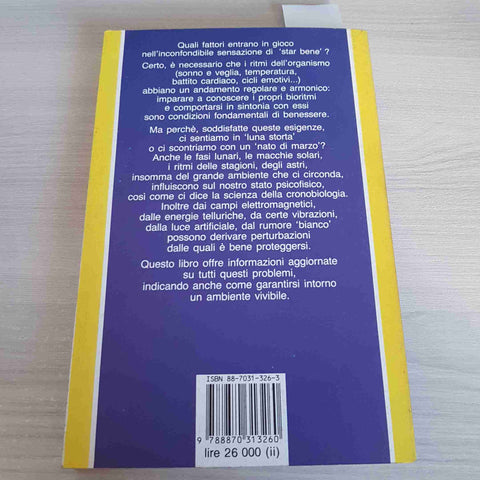 Quali fattori entrano in gioco
nell'inconfondibile sensazione di 'star bene'?
Certo, è necessario che i ritmi dell'organismo
(sonno e veglia, temperatura,
battito cardiaco, cicli emotivi...)
abbiano un andamento regolare e armonico:
imparare a conoscere i propri bioritmi
e comportarsi in sintonia con essi
sono condizioni fondamentali di benessere.
Ma perchè, soddisfatte queste esigenze,
ci sentiamo in 'luna storta'
o ci scontriamo con un 'nato di marzo'?
Anche le fasi lunari, le macchie solari,
i ritmi delle stagioni, degli astri,
insomma del grande ambiente che ci circonda,
influiscono sul nostro stato psicofisico,
così come ci dice la scienza della cronobiologia.
Inoltre dai campi elettromagnetici,
dalle energie telluriche, da certe vibrazioni,
dalla luce artificiale, dal rumore 'bianco'
possono derivare perturbazioni
dalle quali è bene proteggersi.
Questo libro offre informazioni aggiornate
su tutti questi problemi,
indicando anche come garantirsi intorno
un ambiente vivibile.
ISBN 88-7031-326-3
9 788870 313260
lire 26 000 (ii)